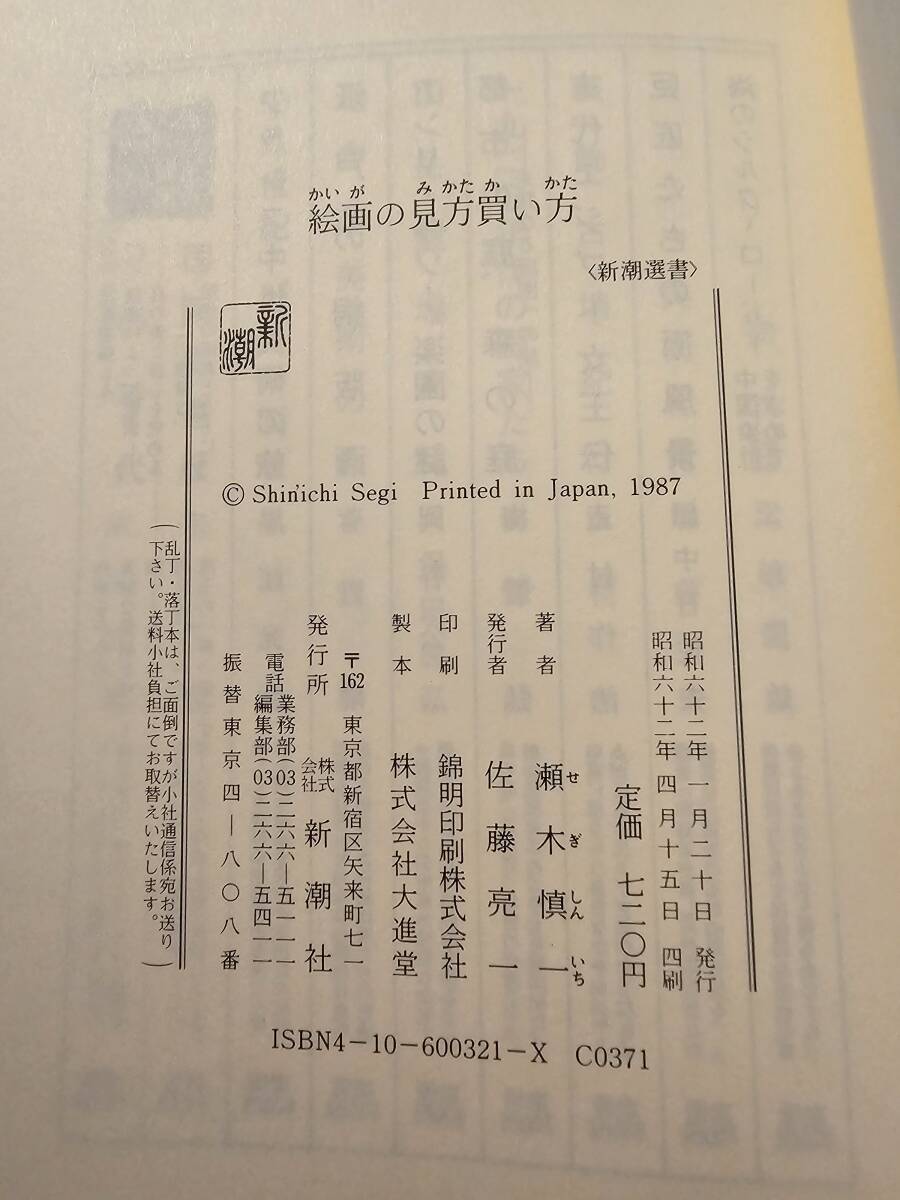 かいが みかたか かた
絵画の見方買い方
〈新潮選書〉
新潮
© Shin'ichi Segi Printed in Japan, 1987
昭和六十二年 一月二十日 発行
昭和六十二年 四月十五日 四刷
定価 七二〇円
著者 瀬木慎一
せぎしんいち
発行者 佐藤亮一
印刷 錦明印刷株式会社
製本 株式会社大進堂
〒162 東京都新宿区矢来町七一
発行所 株式会社 新潮社
電話 業務部(03)二六六―五一一一
編集部(03)二六六―五四一一
振替東京四―八〇八番
(乱丁・落丁本は、ご面倒ですが小社通信係宛お送り
下さい。送料小社負担にてお取替えいたします。)
ISBN4-10-600321-X C0371